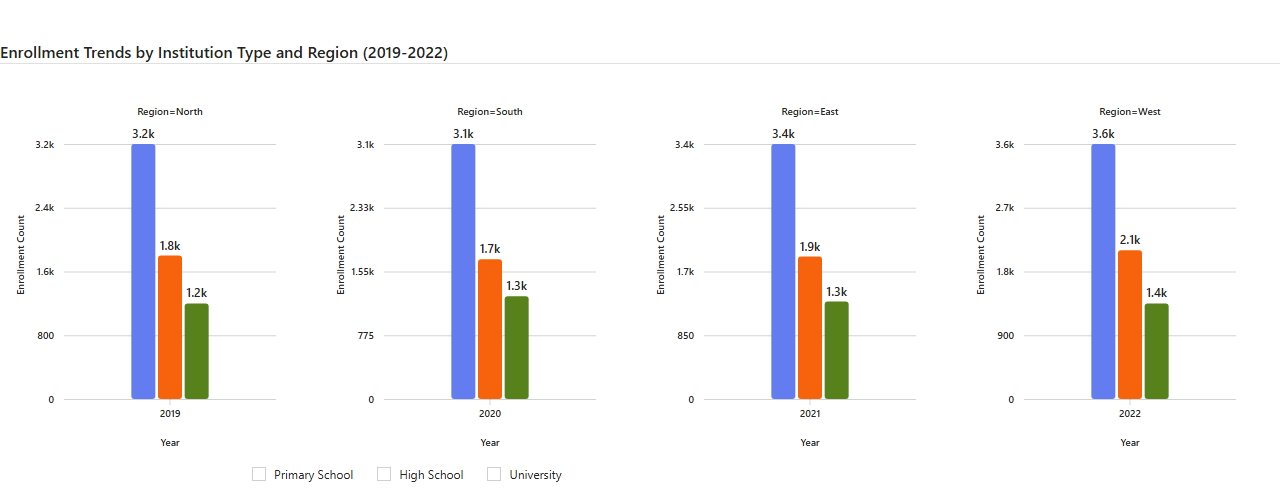 Enrollment Trends by Institution Type and Region (2019-2022)
Region=North
3.2k
1.8k
1.2k
3.2k
2.4k
1.6k
800
0
Enrollment Count
2019
Year
Region=South
3.1k
1.7k
1.3k
3.1k
2.33k
1.55k
775
0
Enrollment Count
2020
Year
Region=East
3.4k
1.9k
1.3k
3.4k
2.55k
1.7k
850
0
Enrollment Count
2021
Year
Region=West
3.6k
2.1k
1.4k
3.6k
2.7k
1.8k
900
0
Enrollment Count
2022
Year
Primary School
High School
University